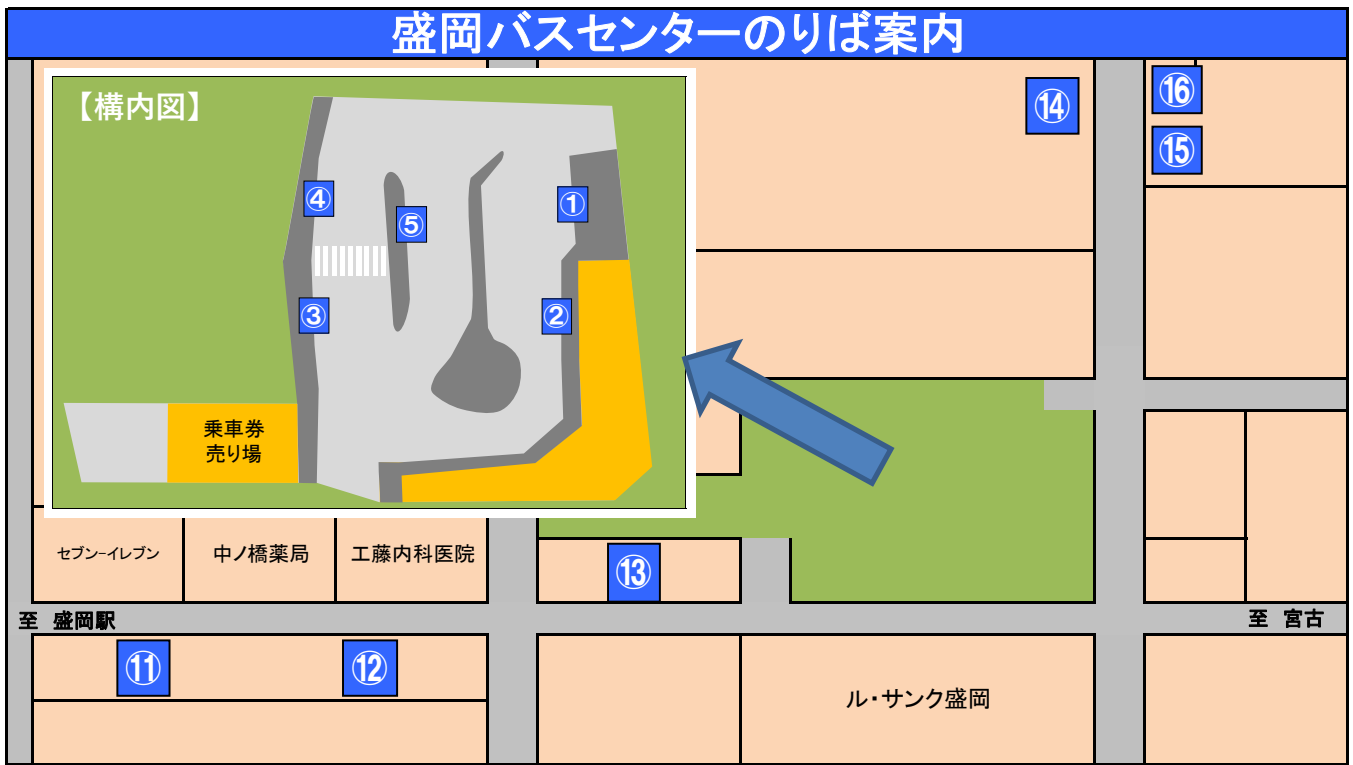 盛岡バスセンターのりば案内
【構内図】
⑭
⑯
⑮
④
⑤
①
③
②
乗車券
売り場
セブン-イレブン
中ノ橋薬局
工藤内科医院
⑬
至 盛岡駅
至 宮古
⑪
⑫
ル・サンク盛岡